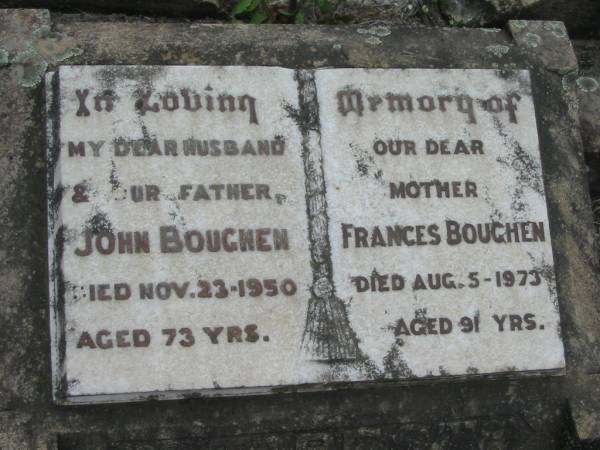 In Loving
MY DEAR HUSBAND
& OUR FATHER,
JOHN BOUGHEN
DIED NOV. 23-1950
AGED 73 YRS.
Memory of
OUR DEAR
MOTHER
FRANCES BOUGHEN
DIED AUG. 5-1973
AGED 91 YRS.